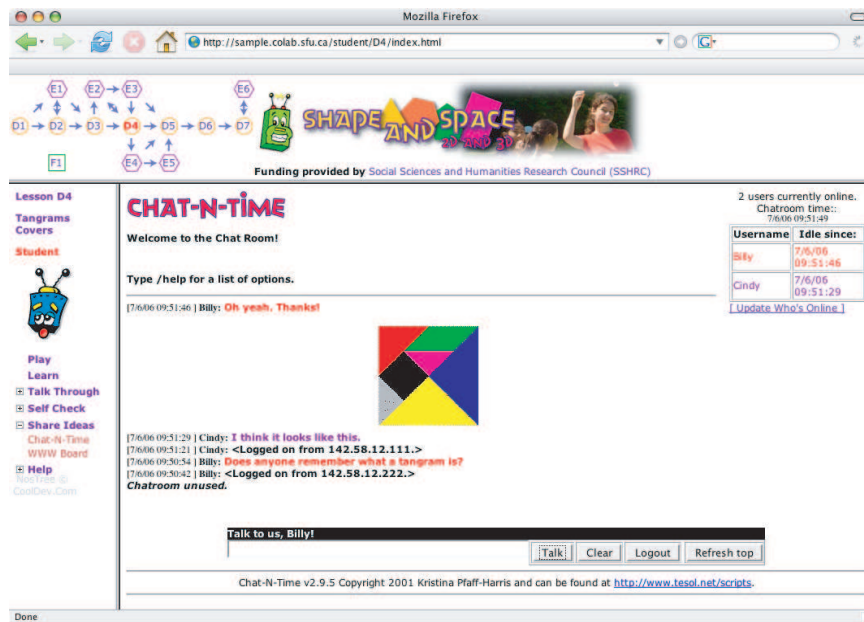 Mozilla Firefox
http://sample.colab.sfu.ca/student/D4/index.html
G
E1 E2 E3 E6
D1 D2 D3 D4 D5 D6 D7
F1 E4 E5
SHAPE AND SPACE
2D AND 3D
Funding provided by Social Sciences and Humanities Research Council (SSHRC)
Lesson D4
Tangrams
Covers
Student
Play
Learn
Talk Through
Self Check
Share Ideas
Chat-N-Time
WWW Board
Help
NosTree ©
CoolDev.Com
CHAT-N-TIME
Welcome to the Chat Room!
Type /help for a list of options.
[7/6/06 09:51:46 ] Billy: Oh yeah. Thanks!
[7/6/06 09:51:29 ] Cindy: I think it looks like this.
[7/6/06 09:51:21 ] Cindy: <Logged on from 142.58.12.111.>
[7/6/06 09:50:54 ] Billy: Does anyone remember what a tangram is?
[7/6/06 09:50:42 ] Billy: <Logged on from 142.58.12.222.>
Chatroom unused.
2 users currently online.
Chatroom time::
7/6/06 09:51:49
Username Idle since:
Billy 7/6/06
09:51:46
Cindy 7/6/06
09:51:29
[ Update Who's Online ]
Talk to us, Billy!
Talk Clear Logout Refresh top
Chat-N-Time v2.9.5 Copyright 2001 Kristina Pfaff-Harris and can be found at http://www.tesol.net/scripts.
Done